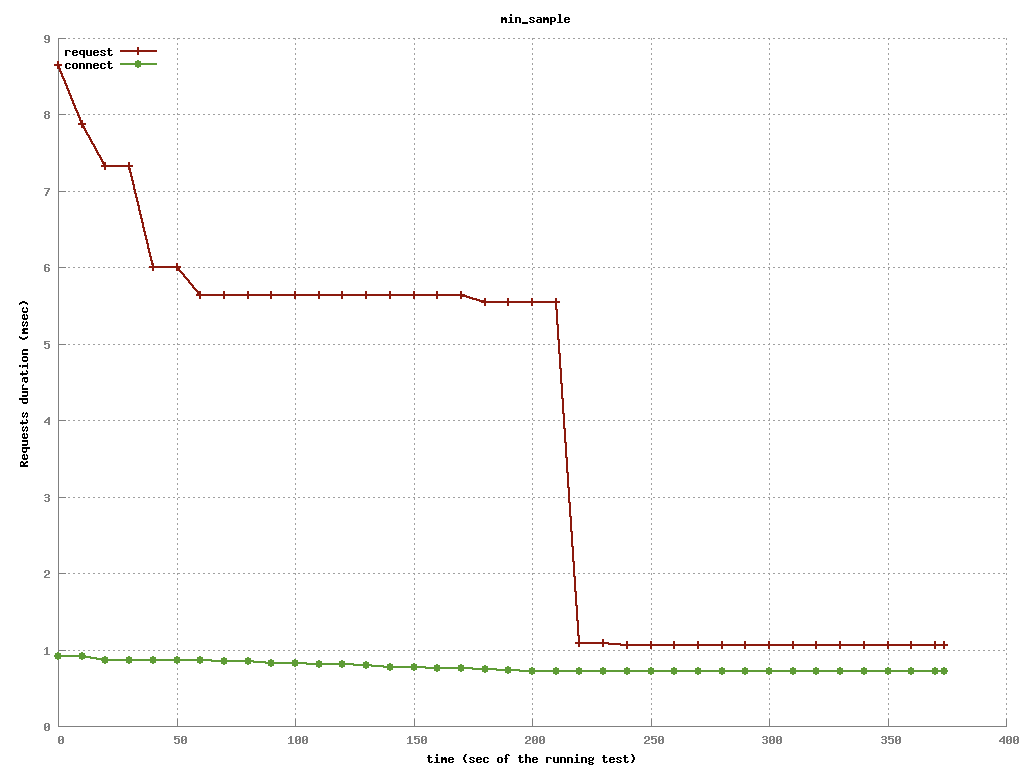 min_sample
request
connect
9
8
7
6
5
4
3
2
1
0
Requests duration (msec)
0 50 100 150 200 250 300 350 400
time (sec of the running test)